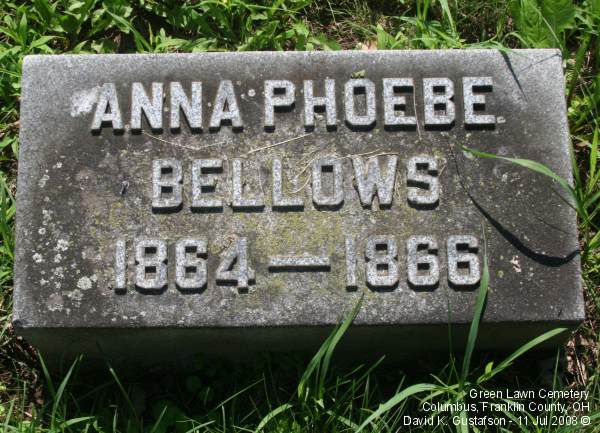 ANNA PHOEBE
BELLOWS
1864 — 1866
Green Lawn Cemetery
Columbus, Franklin County, OH
David K. Gustafson - 11 Jul 2008 ©